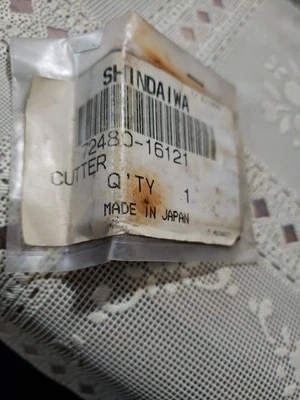 SHINDAIWA
72480-16121
CUTTER
Q'TY 1
MADE IN JAPAN